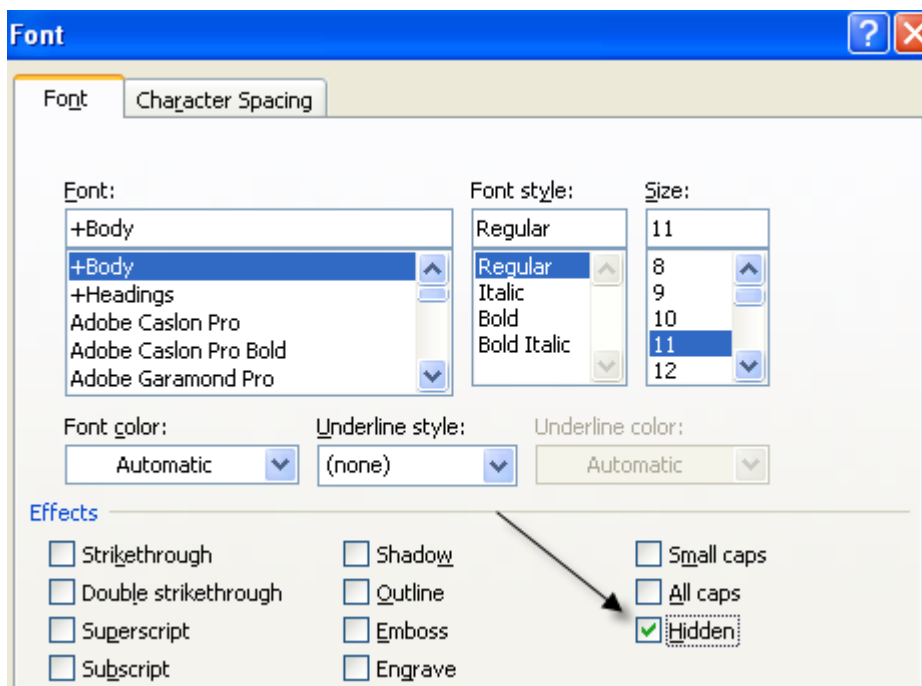 Font
Font Character Spacing
Font: Font style: Size:
+Body Regular 11
+Body Regular 8
+Headings Italic 9
Adobe Caslon Pro Bold 10
Adobe Caslon Pro Bold Bold Italic 11
Adobe Garamond Pro 12
Font color: Underline style: Underline color:
Automatic (none) Automatic
Effects
Strikethrough Shadow Small caps
Double strikethrough Outline All caps
Superscript Emboss Hidden
Subscript Engrave